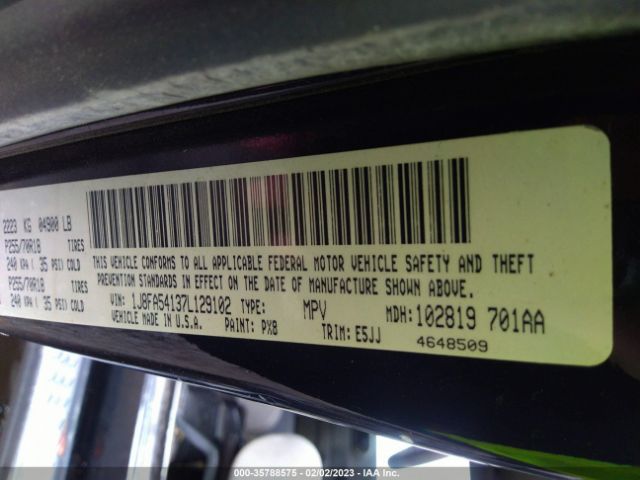 2223 KG 04900 LB
P255/70R18 TIRES
240 KPA ( 35 PSI) COLD
P255/70R18 TIRES
240 KPA ( 35 PSI) COLD
THIS VEHICLE CONFORMS TO ALL APPLICABLE FEDERAL MOTOR VEHICLE SAFETY AND THEFT
PREVENTION STANDARDS IN EFFECT ON THE DATE OF MANUFACTURE SHOWN ABOVE.
VIN: 1J8FA54137L129102 TYPE: MPV MDH: 102819 701AA
VEHICLE MADE IN U.S.A. PAINT: PXB TRIM: E5JJ 4648509
000-35788575 - 02/02/2023 - IAA Inc.